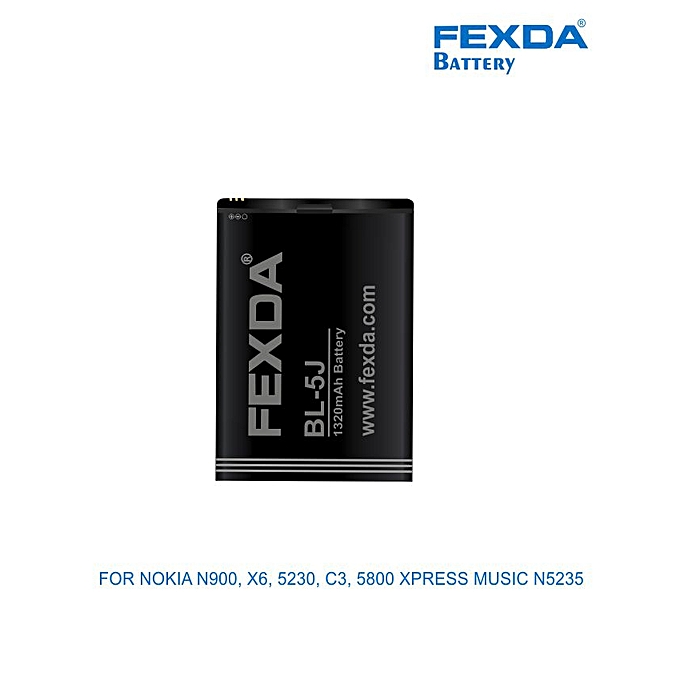 FEXDA®
BATTERY
FEXDA®
BL-5J
1320mAh Battery
www.fexda.com
FOR NOKIA N900, X6, 5230, C3, 5800 XPRESS MUSIC N5235